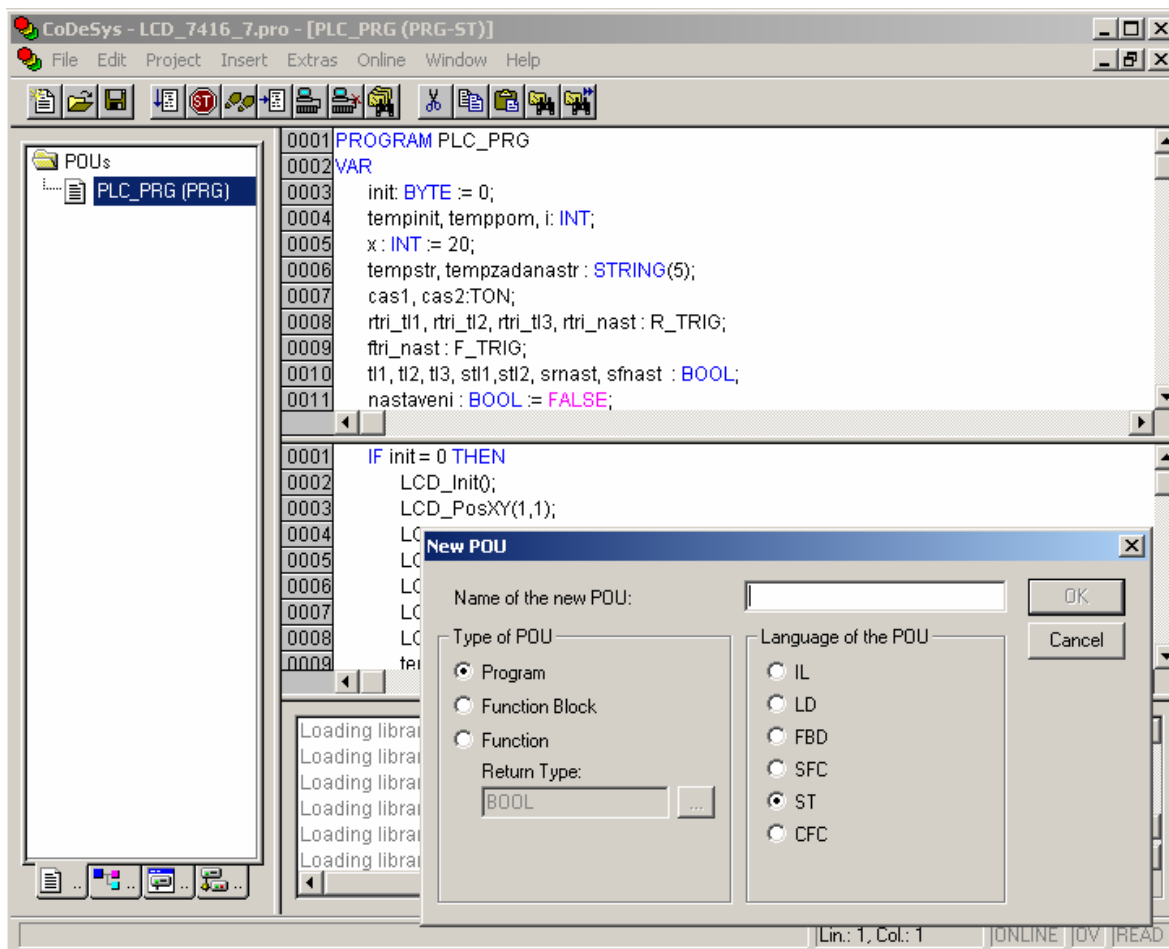 CoDeSys - LCD_7416_7.pro - [PLC_PRG (PRG-ST)]
File Edit Project Insert Extras Online Window Help
POUs
PLC_PRG (PRG)
0001 PROGRAM PLC_PRG
0002 VAR
0003 init: BYTE := 0;
0004 tempinit, temppom, i: INT;
0005 x : INT := 20;
0006 tempstr, tempzadanastr : STRING(5);
0007 cas1, cas2:TON;
0008 rtri_tl1, rtri_tl2, rtri_tl3, rtri_nast : R_TRIG;
0009 ftri_nast : F_TRIG;
0010 tl1, tl2, tl3, stl1,stl2, srnast, sfnast : BOOL;
0011 nastaveni : BOOL := FALSE;
0001 IF init = 0 THEN
0002 LCD_Init();
0003 LCD_PosXY(1,1);
0004 LC
0005 LC
0006 LC
0007 LC
0008 LC
0009 ter
New POU
Name of the new POU:
OK
Cancel
Type of POU
Program
Function Block
Function
Return Type:
BOOL ...
Language of the POU
IL
LD
FBD
SFC
ST
CFC
Loading librar
Loading librar
Loading librar
Loading librar
Loading librar
Loading librar
.. .. .. ..
Lin.: 1, Col.: 1 ONLINE OV READ